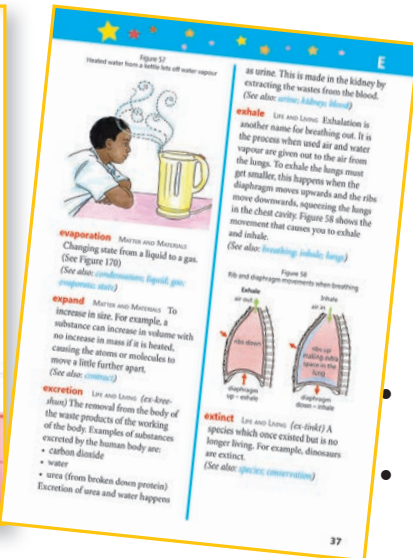 E
Figure 57
Heated water from a kettle lets off water vapour
evaporation MATTER AND MATERIALS
Changing state from a liquid to a gas.
(See Figure 170)
(See also: condensation; liquid; gas;
evaporate; state)
expand MATTER AND MATERIALS To
increase in size. For example, a
substance can increase in volume with
no increase in mass if it is heated,
causing the atoms or molecules to
move a little further apart.
(See also: contract)
excretion LIFE AND LIVING (ex-kree-
shun) The removal from the body of
the waste products of the working
of the body. Examples of substances
excreted by the human body are:
• carbon dioxide
• water
• urea (from broken down protein)
Excretion of urea and water happens
as urine. This is made in the kidney by
extracting the wastes from the blood.
(See also: urine; kidney; blood)
exhale LIFE AND LIVING Exhalation is
another name for breathing out. It is
the process when used air and water
vapour are given out to the air from
the lungs. To exhale the lungs must
get smaller, this happens when the
diaphragm moves upwards and the ribs
move downwards, squeezing the lungs
in the chest cavity. Figure 58 shows the
movement that causes you to exhale
and inhale.
(See also: breathing; inhale; lungs)
Figure 58
Rib and diaphragm movements when breathing
Exhale
air out
ribs down
diaphragm
up – exhale
Inhale
air in
ribs up
making extra
space in the
lung
diaphragm
down – inhale
extinct LIFE AND LIVING (ex-tinkt) A
species which once existed but is no
longer living. For example, dinosaurs
are extinct.
(See also: species; conservation)
37